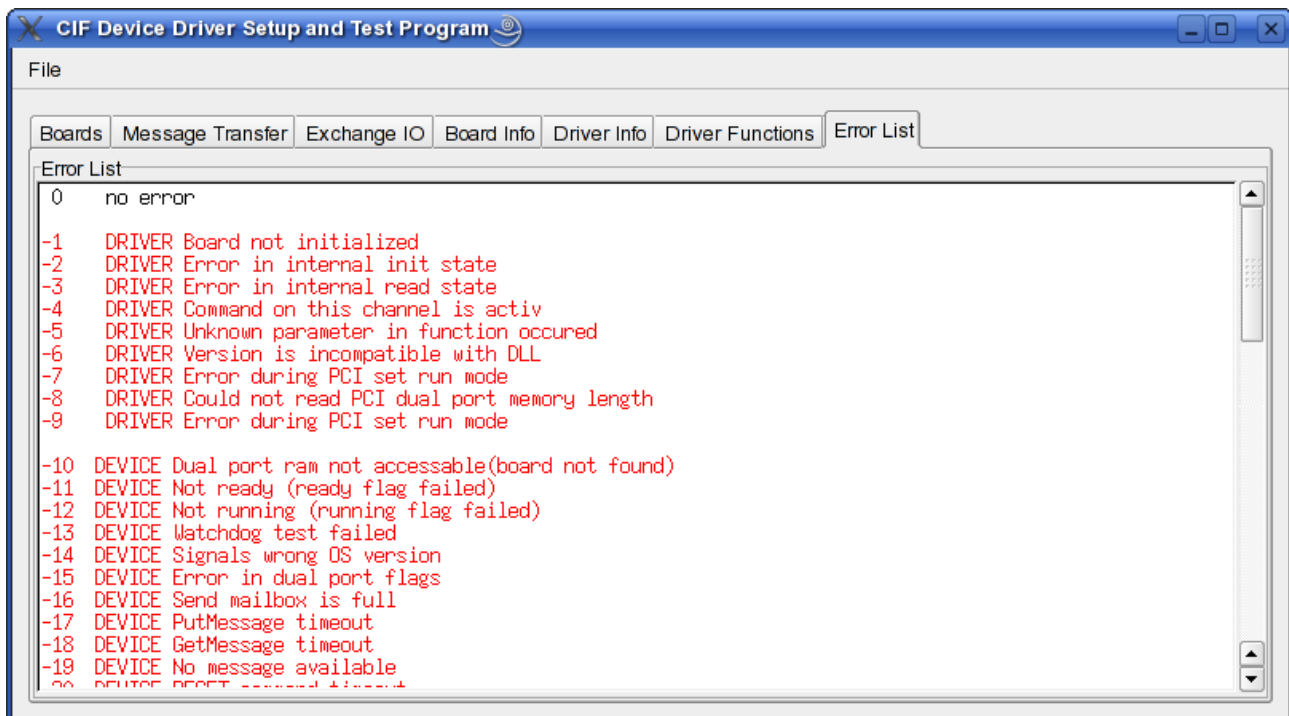 CIF Device Driver Setup and Test Program
File
Boards Message Transfer Exchange IO Board Info Driver Info Driver Functions Error List
Error List
0 no error
-1 DRIVER Board not initialized
-2 DRIVER Error in internal init state
-3 DRIVER Error in internal read state
-4 DRIVER Command on this channel is activ
-5 DRIVER Unknown parameter in function occured
-6 DRIVER Version is incompatible with DLL
-7 DRIVER Error during PCI set run mode
-8 DRIVER Could not read PCI dual port memory length
-9 DRIVER Error during PCI set run mode
-10 DEVICE Dual port ram not accessable(board not found)
-11 DEVICE Not ready (ready flag failed)
-12 DEVICE Not running (running flag failed)
-13 DEVICE Watchdog test failed
-14 DEVICE Signals wrong OS version
-15 DEVICE Error in dual port flags
-16 DEVICE Send mailbox is full
-17 DEVICE PutMessage timeout
-18 DEVICE GetMessage timeout
-19 DEVICE No message available
-20 DEVICE RESET command timeout